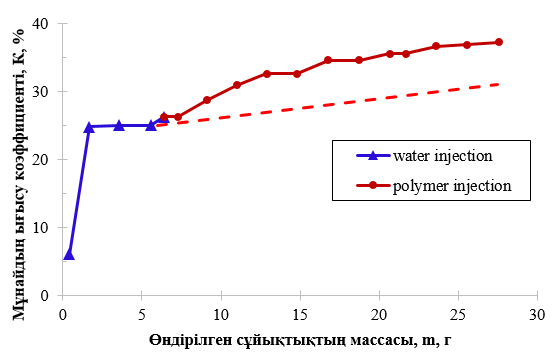 Мұнайдың ығысу коэффициенті, К, %
40
30
20
10
0
water injection
polymer injection
0 5 10 15 20 25 30
Өндірілген сұйықтықтың массасы, m, г